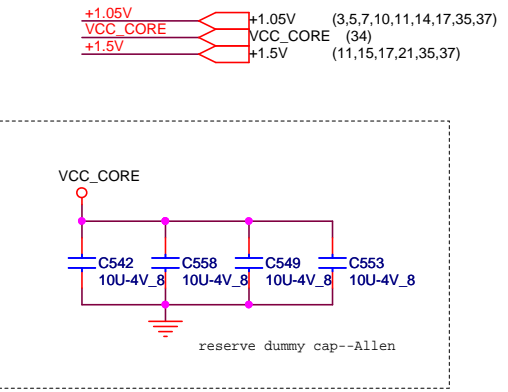 +1.05V +1.05V (3,5,7,10,11,14,17,35,37)
VCC_CORE VCC_CORE (34)
+1.5V +1.5V (11,15,17,21,35,37)
VCC_CORE
C542 C558 C549 C553
10U-4V_8 10U-4V_8 10U-4V_8 10U-4V_8
reserve dummy cap--Allen